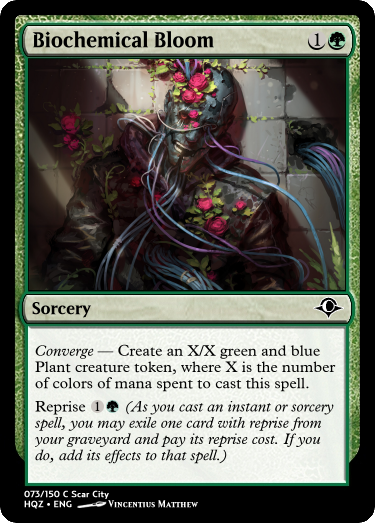 Biochemical Bloom 1
Sorcery
Converge — Create an X/X green and blue
Plant creature token, where X is the number
of colors of mana spent to cast this spell.
Reprise 1 (As you cast an instant or sorcery
spell, you may exile one card with reprise from
your graveyard and pay its reprise cost. If you
do, add its effects to that spell.)
073/150 C Scar City
HQZ • ENG Vincentius Matthew